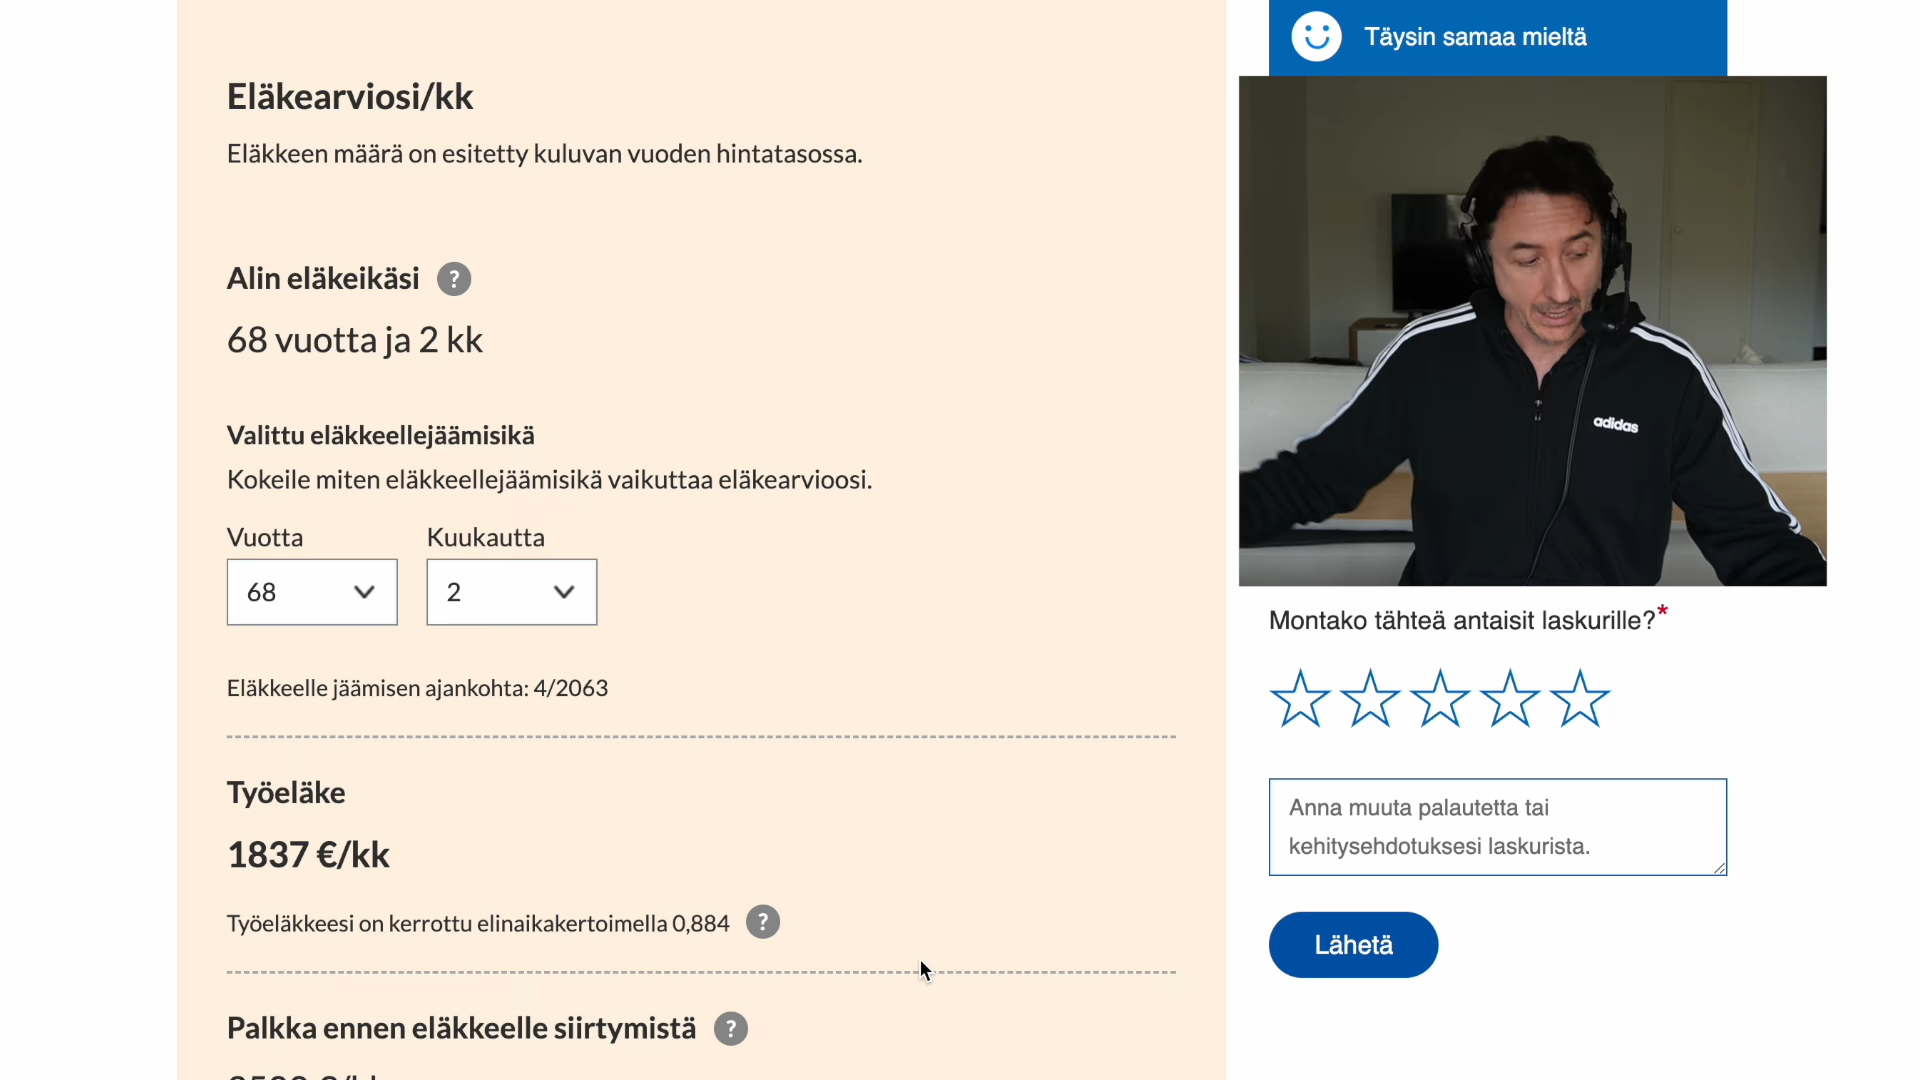 Eläkearviosi/kk
Eläkkeen määrä on esitetty kuluvan vuoden hintatasossa.
Alin eläkeikäsi ?
68 vuotta ja 2 kk
Valittu eläkkeellejäämisikä
Kokeile miten eläkkeellejäämisikä vaikuttaa eläkearvioosi.
Vuotta Kuukautta
68 2
Eläkkeelle jäämisen ajankohta: 4/2063
Työeläke
1837 €/kk
Työeläkkeesi on kerrottu elinaikakertoimella 0,884 ?
Palkka ennen eläkkeelle siirtymistä ?
Täysin samaa mieltä
adidas
Montako tähteä antaisit laskurille?*
Anna muuta palautetta tai
kehitysehdotuksesi laskurista.
Lähetä